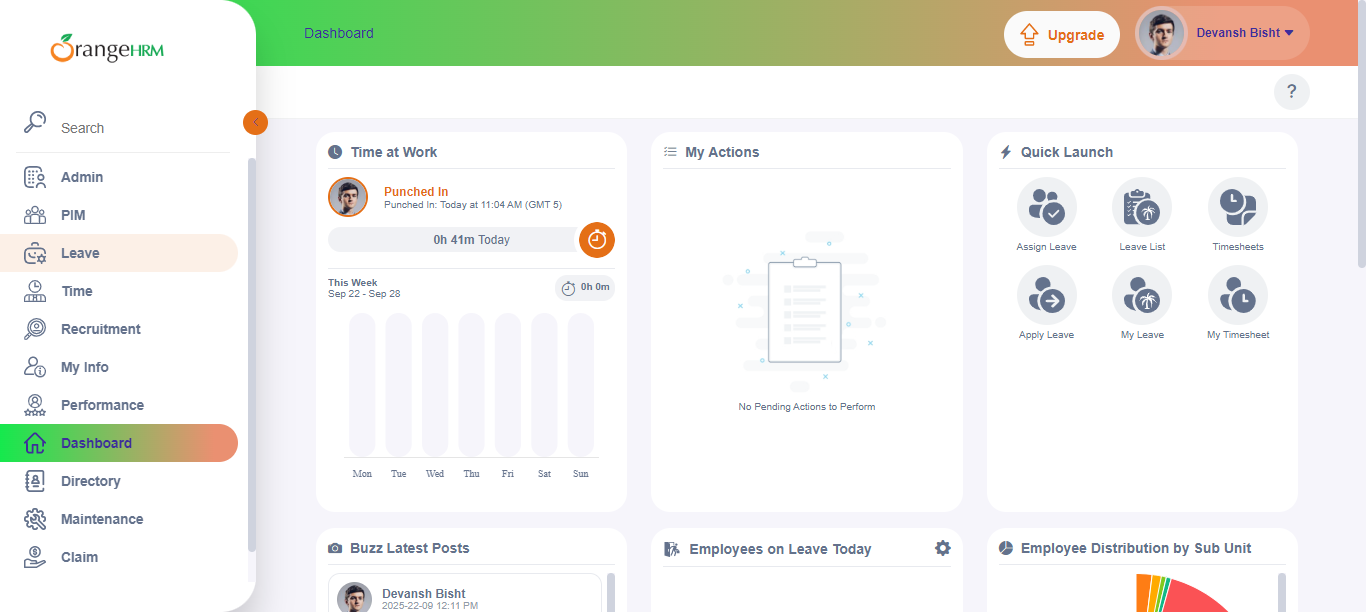 OrangeHRM
Dashboard
Upgrade
Devansh Bisht
?
Search
Admin
PIM
Leave
Time
Recruitment
My Info
Performance
Dashboard
Directory
Maintenance
Claim
Time at Work
Punched In
Punched In: Today at 11:04 AM (GMT 5)
0h 41m Today
This Week
Sep 22 - Sep 28
0h 0m
Mon Tue Wed Thu Fri Sat Sun
My Actions
No Pending Actions to Perform
Quick Launch
Assign Leave Leave List Timesheets
Apply Leave My Leave My Timesheet
Buzz Latest Posts
Devansh Bisht
2025-22-09 12:11 PM
Employees on Leave Today
Employee Distribution by Sub Unit